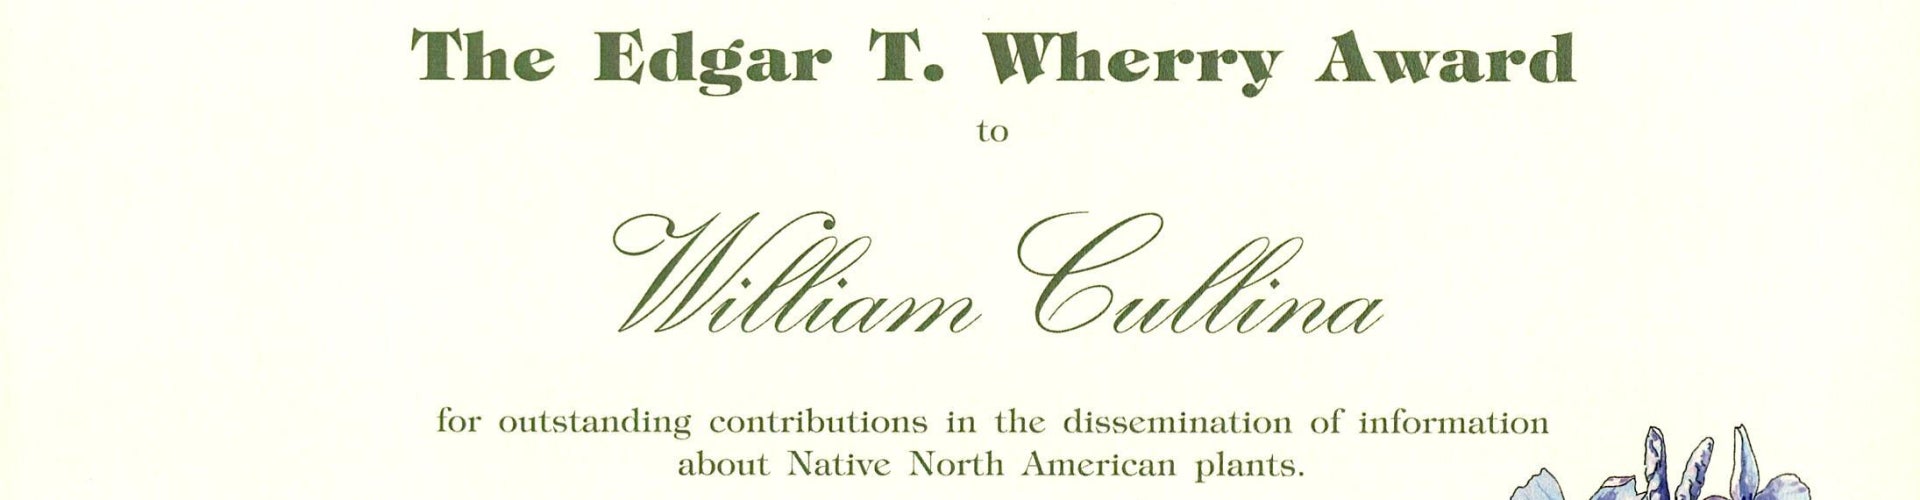 The Edgar T. Wherry Award
to
William Cullina
for outstanding contributions in the dissemination of information
about Native North American plants.